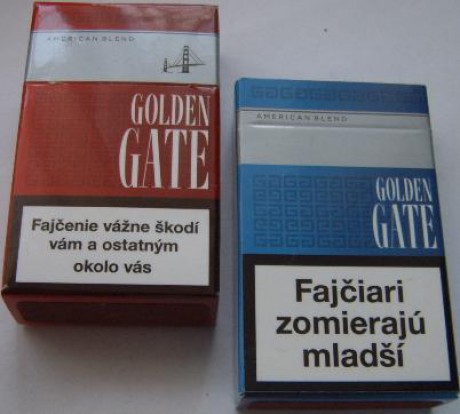 AMERICAN BLEND
GOLDEN
GATE
Fajčenie vážne škodí
vám a ostatným
okolo vás
AMERICAN BLEND
GOLDEN
GATE
Fajčiari
zomierajú
mladší